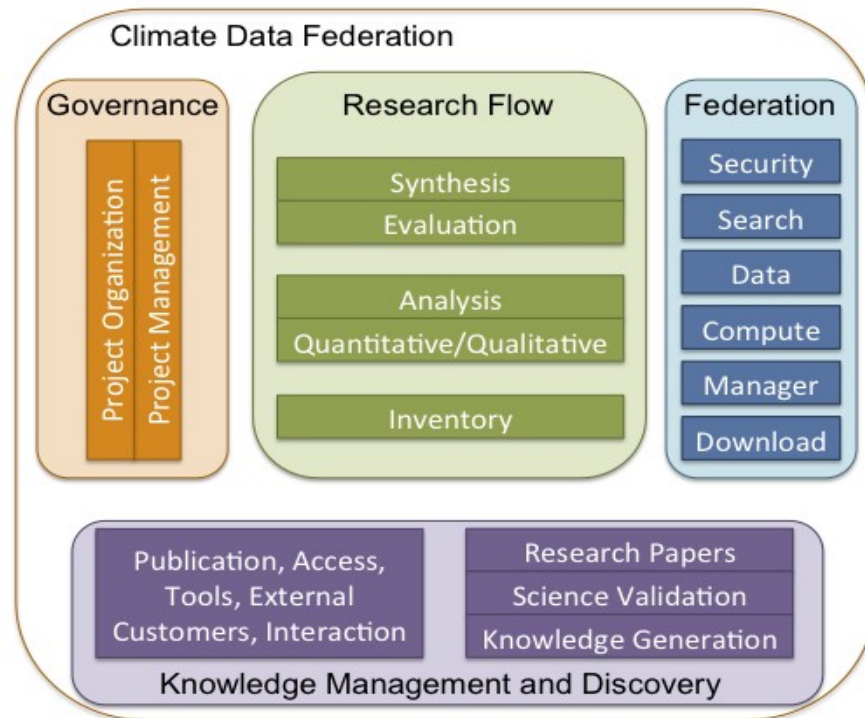 Climate Data Federation
Governance
Project Organization
Project Management
Research Flow
Synthesis
Evaluation
Analysis
Quantitative/Qualitative
Inventory
Federation
Security
Search
Data
Compute
Manager
Download
Publication, Access,
Tools, External
Customers, Interaction
Research Papers
Science Validation
Knowledge Generation
Knowledge Management and Discovery